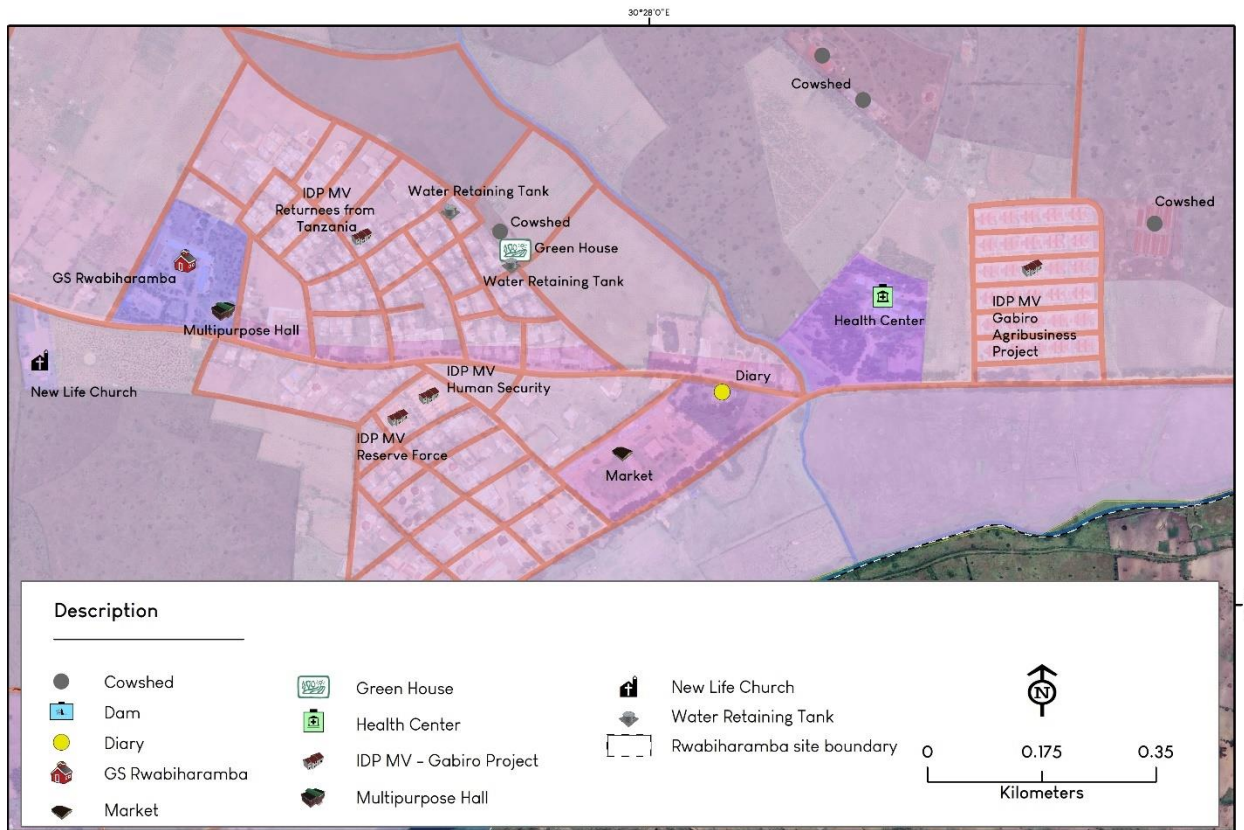 30°28'0"E
Cowshed
Cowshed
IDP MV
Returnees from
Tanzania
Water Retaining Tank
Cowshed
Green House
Water Retaining Tank
GS Rwabiharamba
Multipurpose Hall
Health Center
IDP MV
Gabiro
Agribusiness
Project
New Life Church
IDP MV
Human Security
Diary
IDP MV
Reserve Force
Market
Description
Cowshed
Dam
Diary
GS Rwabiharamba
Market
Green House
Health Center
IDP MV - Gabiro Project
Multipurpose Hall
New Life Church
Water Retaining Tank
Rwabiharamba site boundary
N
0 0.175 0.35
Kilometers